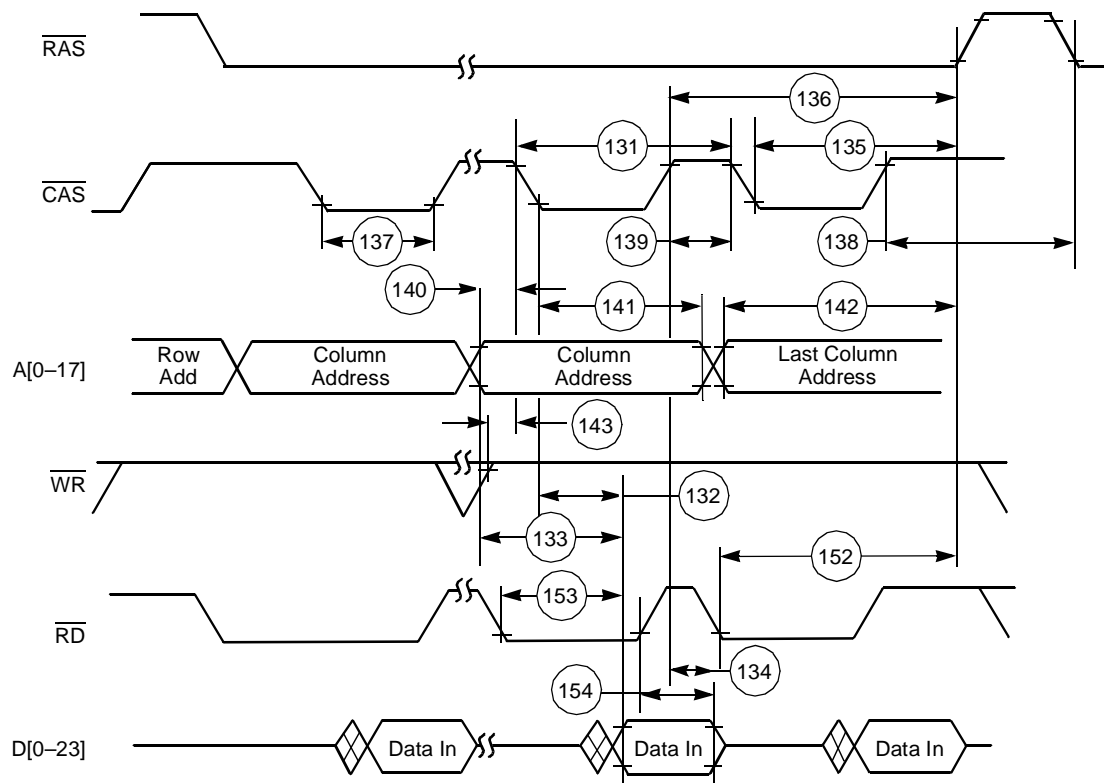 RAS
136
131
135
CAS
137
139
138
140
141
142
A[0–17]
Row
Add
Column
Address
Column
Address
Last Column
Address
143
WR
132
133
152
153
RD
134
154
D[0–23]
Data In
Data In
Data In